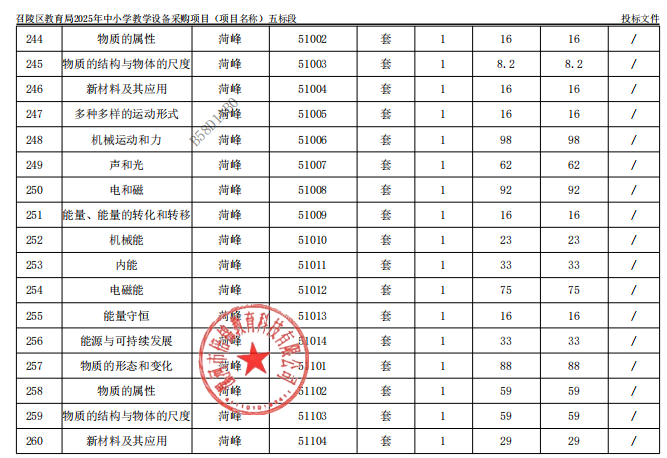 召陵区教育局2025年中小学教学设备采购项目（项目名称）五标段 投标文件
244 物质的属性 菏峰 51002 套 1 16 16 /
245 物质的结构与物体的尺度 菏峰 51003 套 1 8.2 8.2 /
246 新材料及其应用 菏峰 51004 套 1 16 16 /
247 多种多样的运动形式 菏峰 51005 套 1 16 16 /
248 机械运动和力 菏峰 51006 套 1 98 98 /
249 声和光 菏峰 51007 套 1 62 62 /
250 电和磁 菏峰 51008 套 1 92 92 /
251 能量、能量的转化和转移 菏峰 51009 套 1 16 16 /
252 机械能 菏峰 51010 套 1 23 23 /
253 内能 菏峰 51011 套 1 33 33 /
254 电磁能 菏峰 51012 套 1 75 75 /
255 能量守恒 菏峰 51013 套 1 16 16 /
256 能源与可持续发展 菏峰 51014 套 1 33 33 /
257 物质的形态和变化 菏峰 51101 套 1 88 88 /
258 物质的属性 菏峰 51102 套 1 59 59 /
259 物质的结构与物体的尺度 菏峰 51103 套 1 59 59 /
260 新材料及其应用 菏峰 51104 套 1 29 29 /
教育科技有限公司